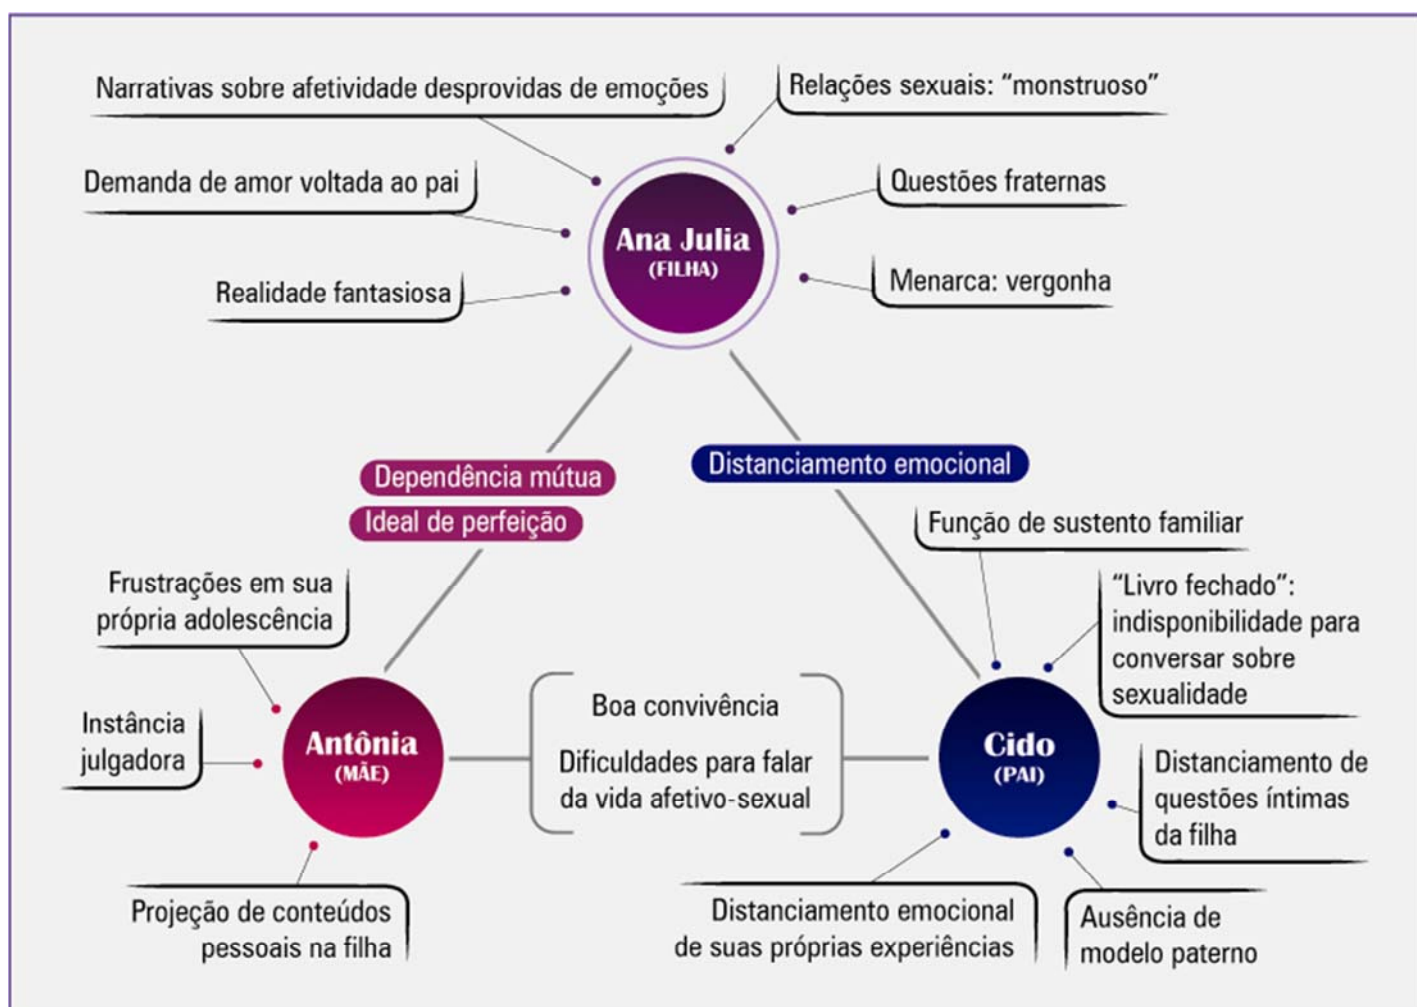 Narrativas sobre afetividade desprovidas de emoções
Relações sexuais: “monstruoso”
Demanda de amor voltada ao pai
Questões fraternas
Ana Julia
(FILHA)
Realidade fantasiosa
Menarca: vergonha
Dependência mútua
Ideal de perfeição
Distanciamento emocional
Função de sustento familiar
Frustrações em sua
própria adolescência
“Livro fechado”:
indisponibilidade para
conversar sobre
sexualidade
Instância
julgadora
Antônia
(MÃE)
Boa convivência
Dificuldades para falar
da vida afetivo-sexual
Cido
(PAI)
Distanciamento de
questões íntimas
da filha
Projeção de conteúdos
pessoais na filha
Distanciamento emocional
de suas próprias experiências
Ausência de
modelo paterno